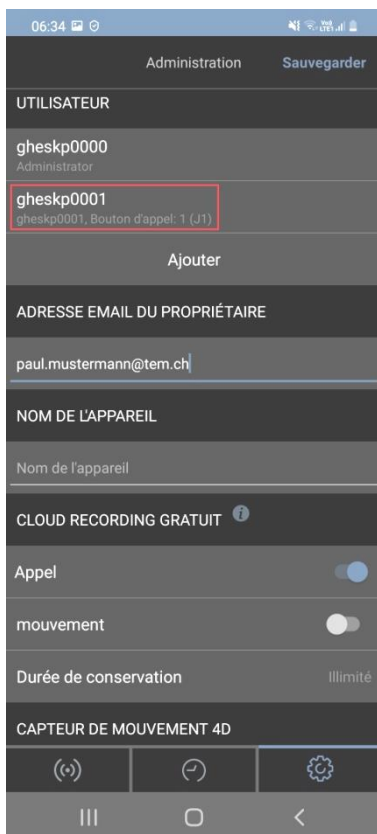 06:34
Administration Sauvegarder
UTILISATEUR
gheskp0000
Administrator
gheskp0001
gheskp0001, Bouton d'appel: 1 (J1)
Ajouter
ADRESSE EMAIL DU PROPRIÉTAIRE
paul.mustermann@tem.ch
NOM DE L'APPAREIL
Nom de l'appareil
CLOUD RECORDING GRATUIT i
Appel
mouvement
Durée de conservation Illimité
CAPTEUR DE MOUVEMENT 4D